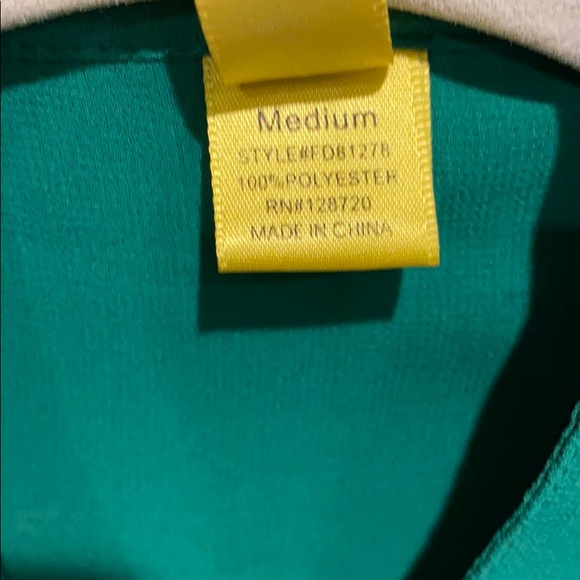 Medium
STYLE#FD81278
100%POLYESTER
RN#128720
MADE IN CHINA